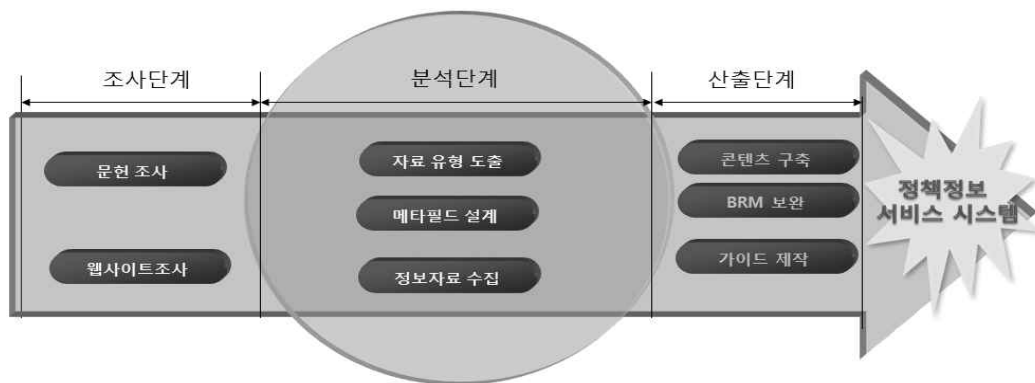 조사단계
분석단계
산출단계
문헌 조사
웹사이트조사
자료 유형 도출
메타필드 설계
정보자료 수집
콘텐츠 구축
BRM 보완
가이드 제작
정책정보
서비스 시스템